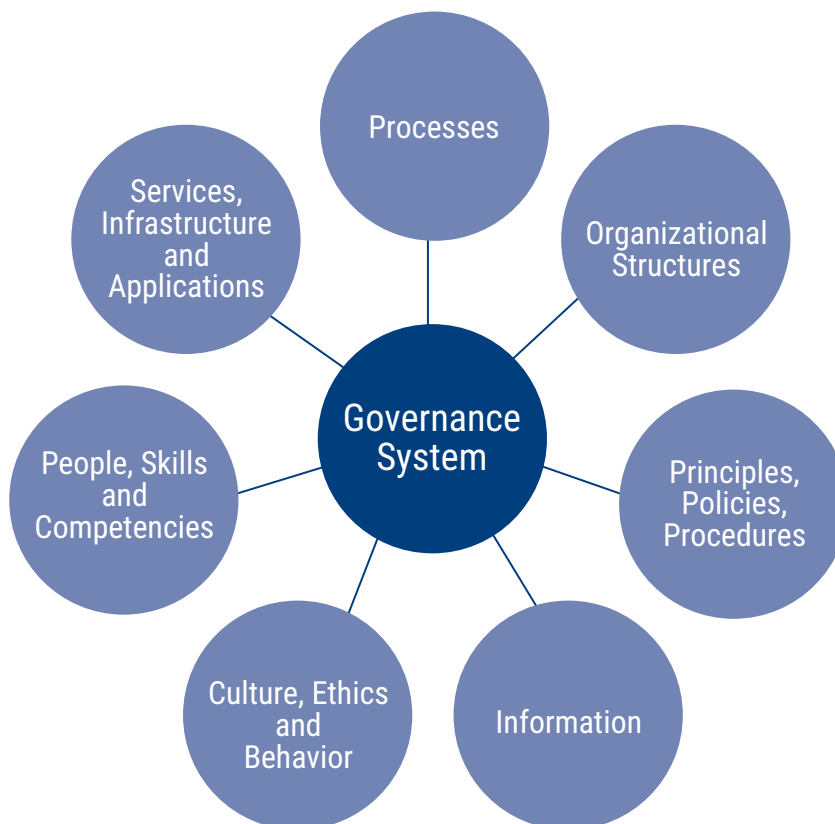 Processes
Organizational
Structures
Principles,
Policies,
Procedures
Information
Culture, Ethics
and
Behavior
People, Skills
and
Competencies
Services,
Infrastructure
and
Applications
Governance
System